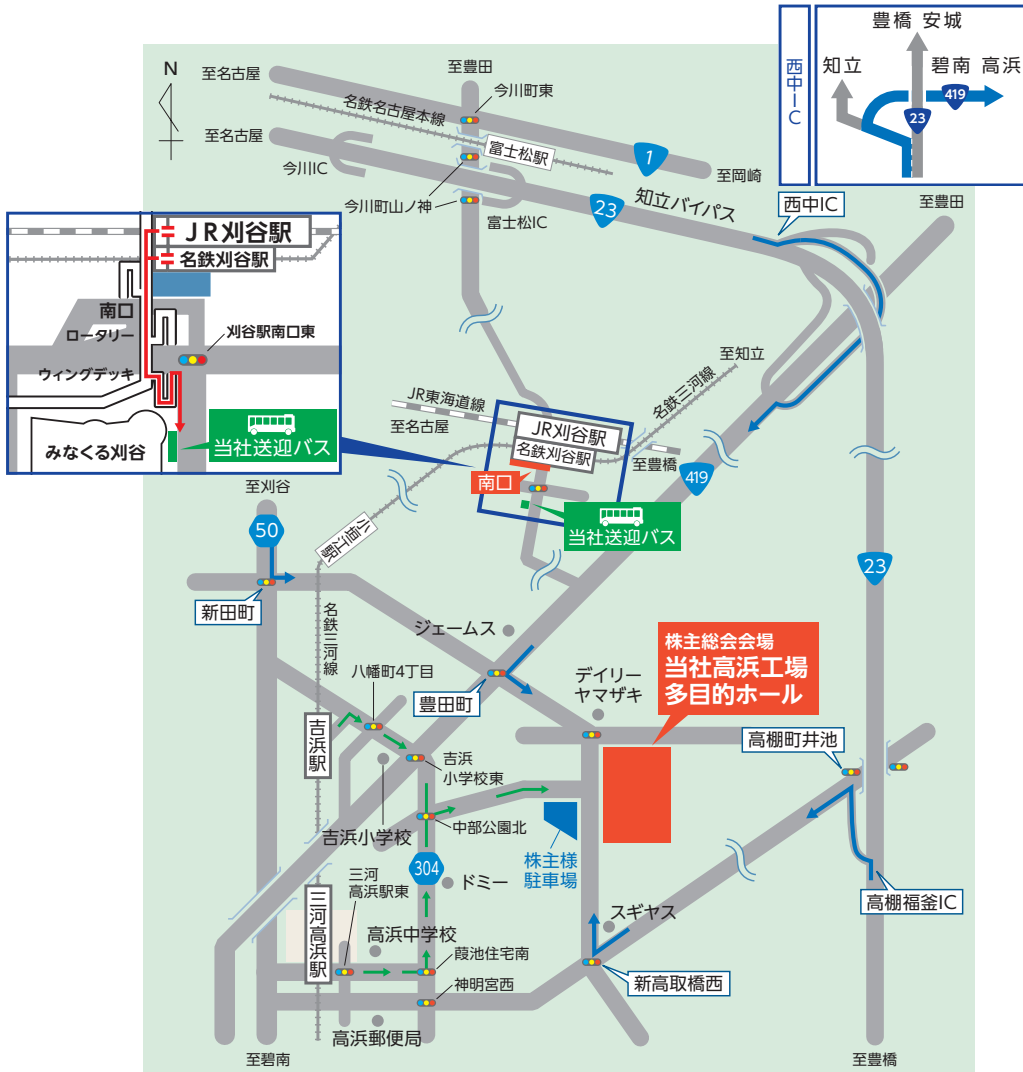 豊橋 安城
知立
碧南 高浜
419
23
西中IC
N
至名古屋
至豊田
今川町東
名鉄名古屋本線
至名古屋
富士松駅
1
今川IC
至岡崎
今川町山ノ神
富士松IC
23
知立バイパス
西中IC
至豊田
JR刈谷駅
名鉄刈谷駅
南口
ロータリー
刈谷駅南口東
ウィングデッキ
みなくる刈谷
当社送迎バス
至知立
名鉄三河線
JR東海道線
至名古屋
JR刈谷駅
名鉄刈谷駅
至豊橋
南口
419
当社送迎バス
至刈谷
50
小垣江駅
23
新田町
名鉄三河線
ジェームス
株主総会会場
当社高浜工場
多目的ホール
八幡町4丁目
豊田町
デイリー
ヤマザキ
吉浜駅
高棚町井池
吉浜
小学校東
吉浜小学校
中部公園北
株主様
駐車場
304
三河
高浜駅東
ドミー
高棚福釜IC
三河高浜駅
高浜中学校
スギヤス
葭池住宅南
新高取橋西
神明宮西
高浜郵便局
至碧南
至豊橋